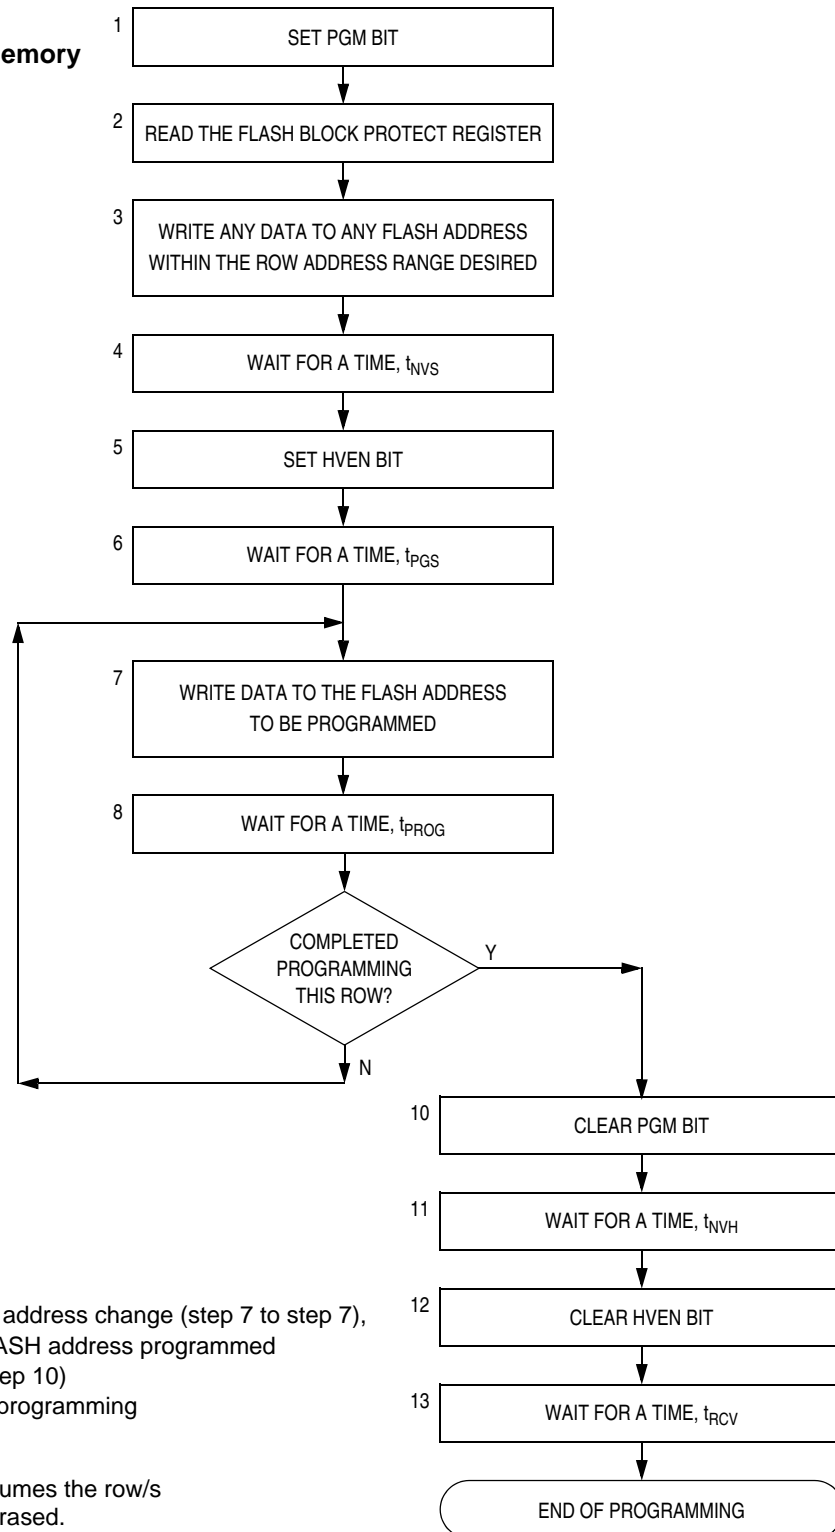 1
SET PGM BIT
emory
2
READ THE FLASH BLOCK PROTECT REGISTER
3
WRITE ANY DATA TO ANY FLASH ADDRESS
WITHIN THE ROW ADDRESS RANGE DESIRED
4
WAIT FOR A TIME, tNVS
5
SET HVEN BIT
6
WAIT FOR A TIME, tPGS
7
WRITE DATA TO THE FLASH ADDRESS
TO BE PROGRAMMED
8
WAIT FOR A TIME, tPROG
COMPLETED
PROGRAMMING
THIS ROW?
Y
N
10
CLEAR PGM BIT
11
WAIT FOR A TIME, tNVH
12
CLEAR HVEN BIT
13
WAIT FOR A TIME, tRCV
END OF PROGRAMMING
address change (step 7 to step 7),
ASH address programmed
ep 10)
programming
umes the row/s
rased.